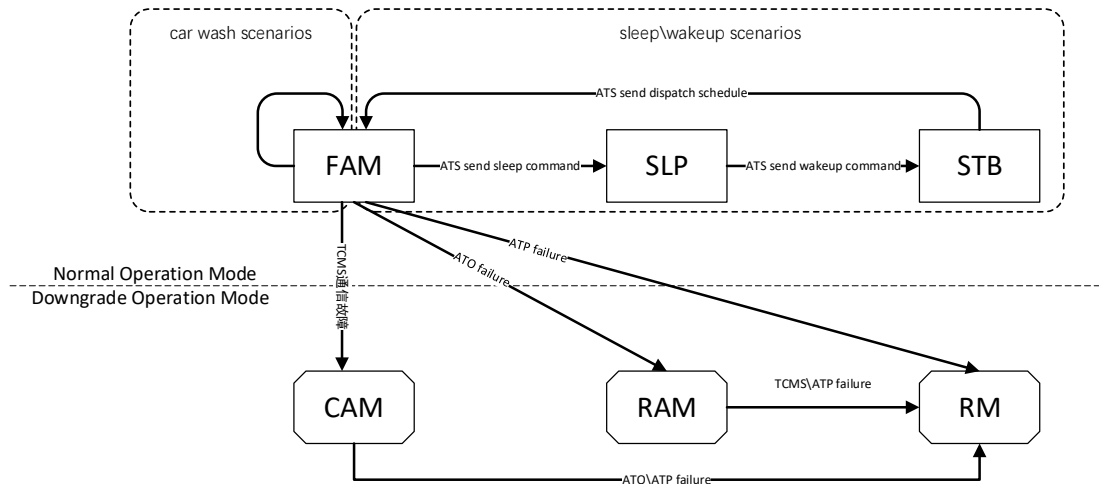 car wash scenarios
sleep\wakeup scenarios
ATS send dispatch schedule
FAM
ATS send sleep command
SLP
ATS send wakeup command
STB
TCMS通信故障
ATO failure
ATP failure
Normal Operation Mode
Downgrade Operation Mode
CAM
RAM
TCMS\ATP failure
RM
ATO\ATP failure